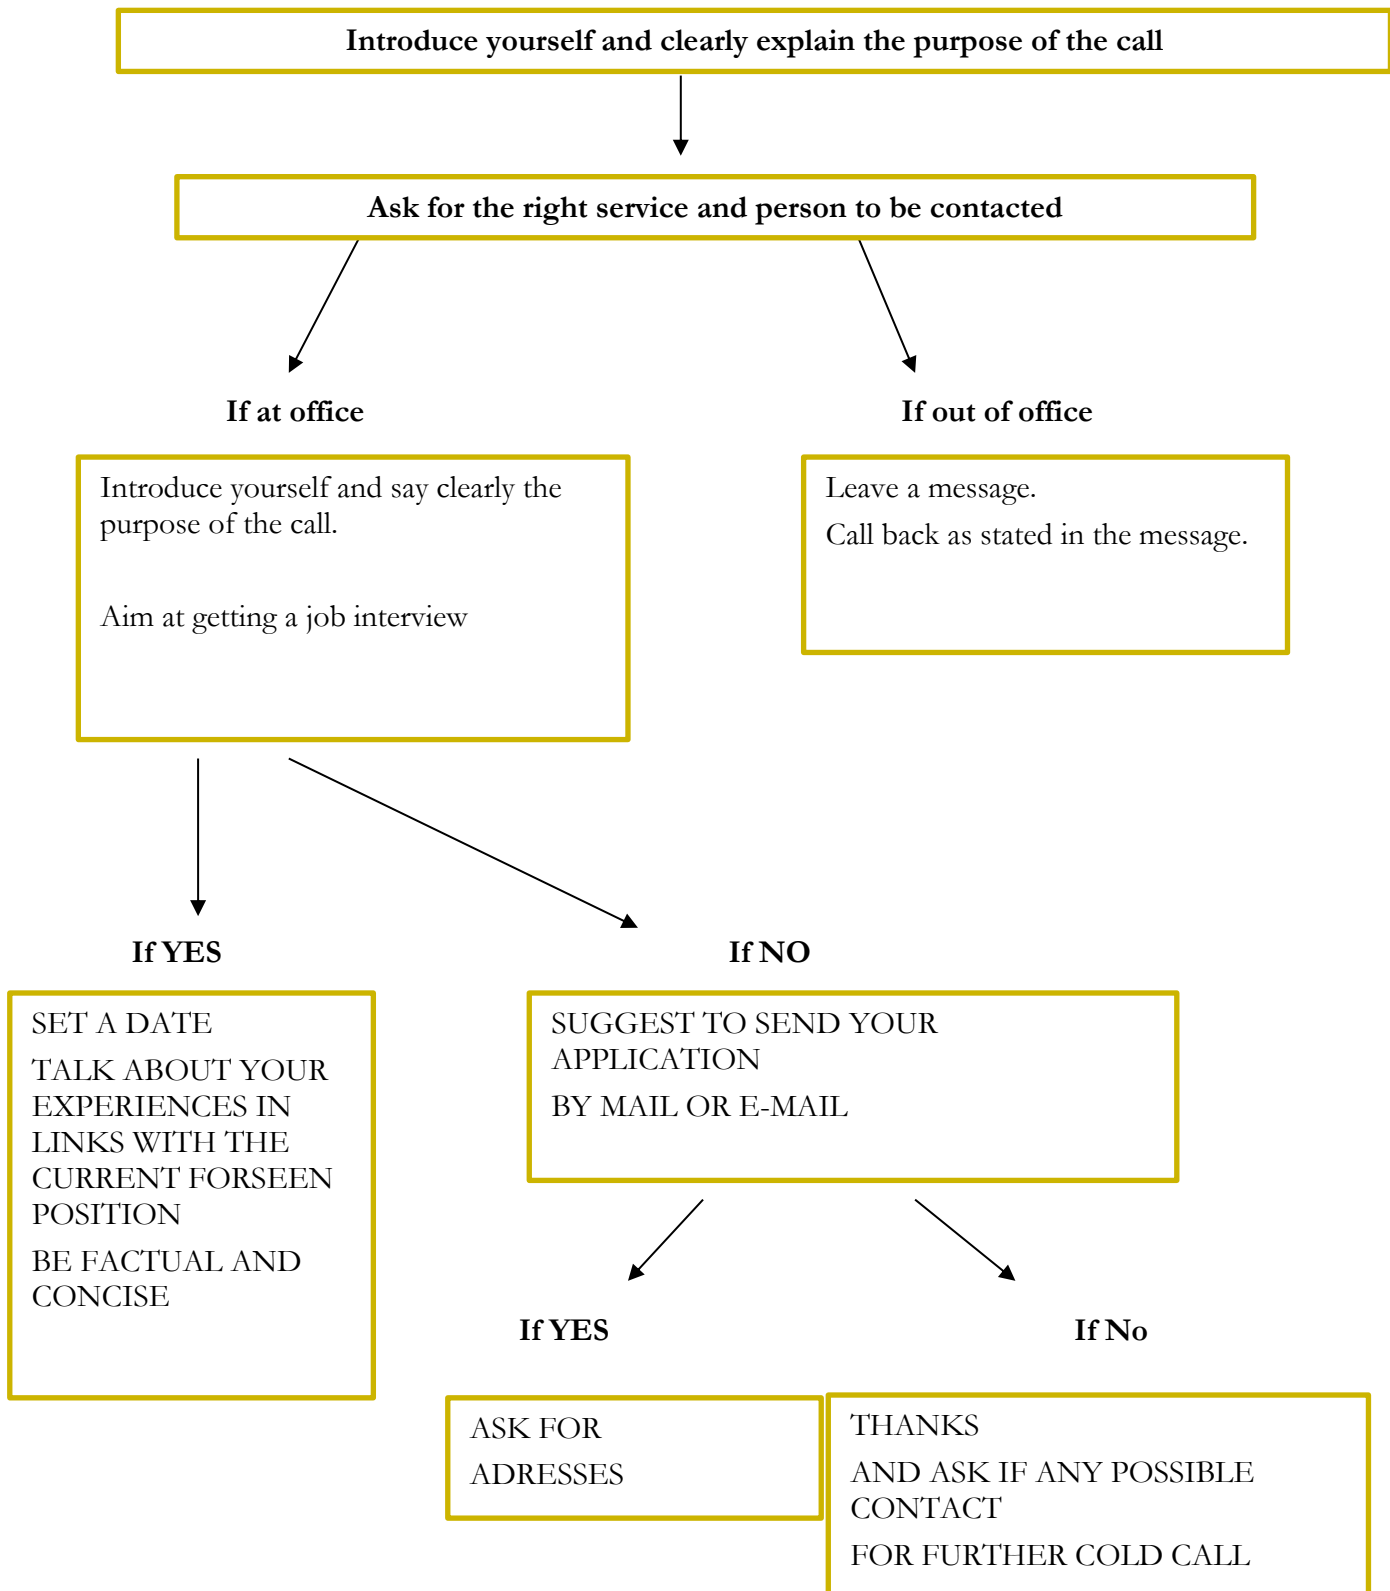 Introduce yourself and clearly explain the purpose of the call
Ask for the right service and person to be contacted
If at office
If out of office
Introduce yourself and say clearly the
purpose of the call.
Aim at getting a job interview
Leave a message.
Call back as stated in the message.
If YES
If NO
SET A DATE
TALK ABOUT YOUR
EXPERIENCES IN
LINKS WITH THE
CURRENT FORSEEN
POSITION
BE FACTUAL AND
CONCISE
SUGGEST TO SEND YOUR
APPLICATION
BY MAIL OR E-MAIL
If YES
If No
ASK FOR
ADRESSES
THANKS
AND ASK IF ANY POSSIBLE
CONTACT
FOR FURTHER COLD CALL